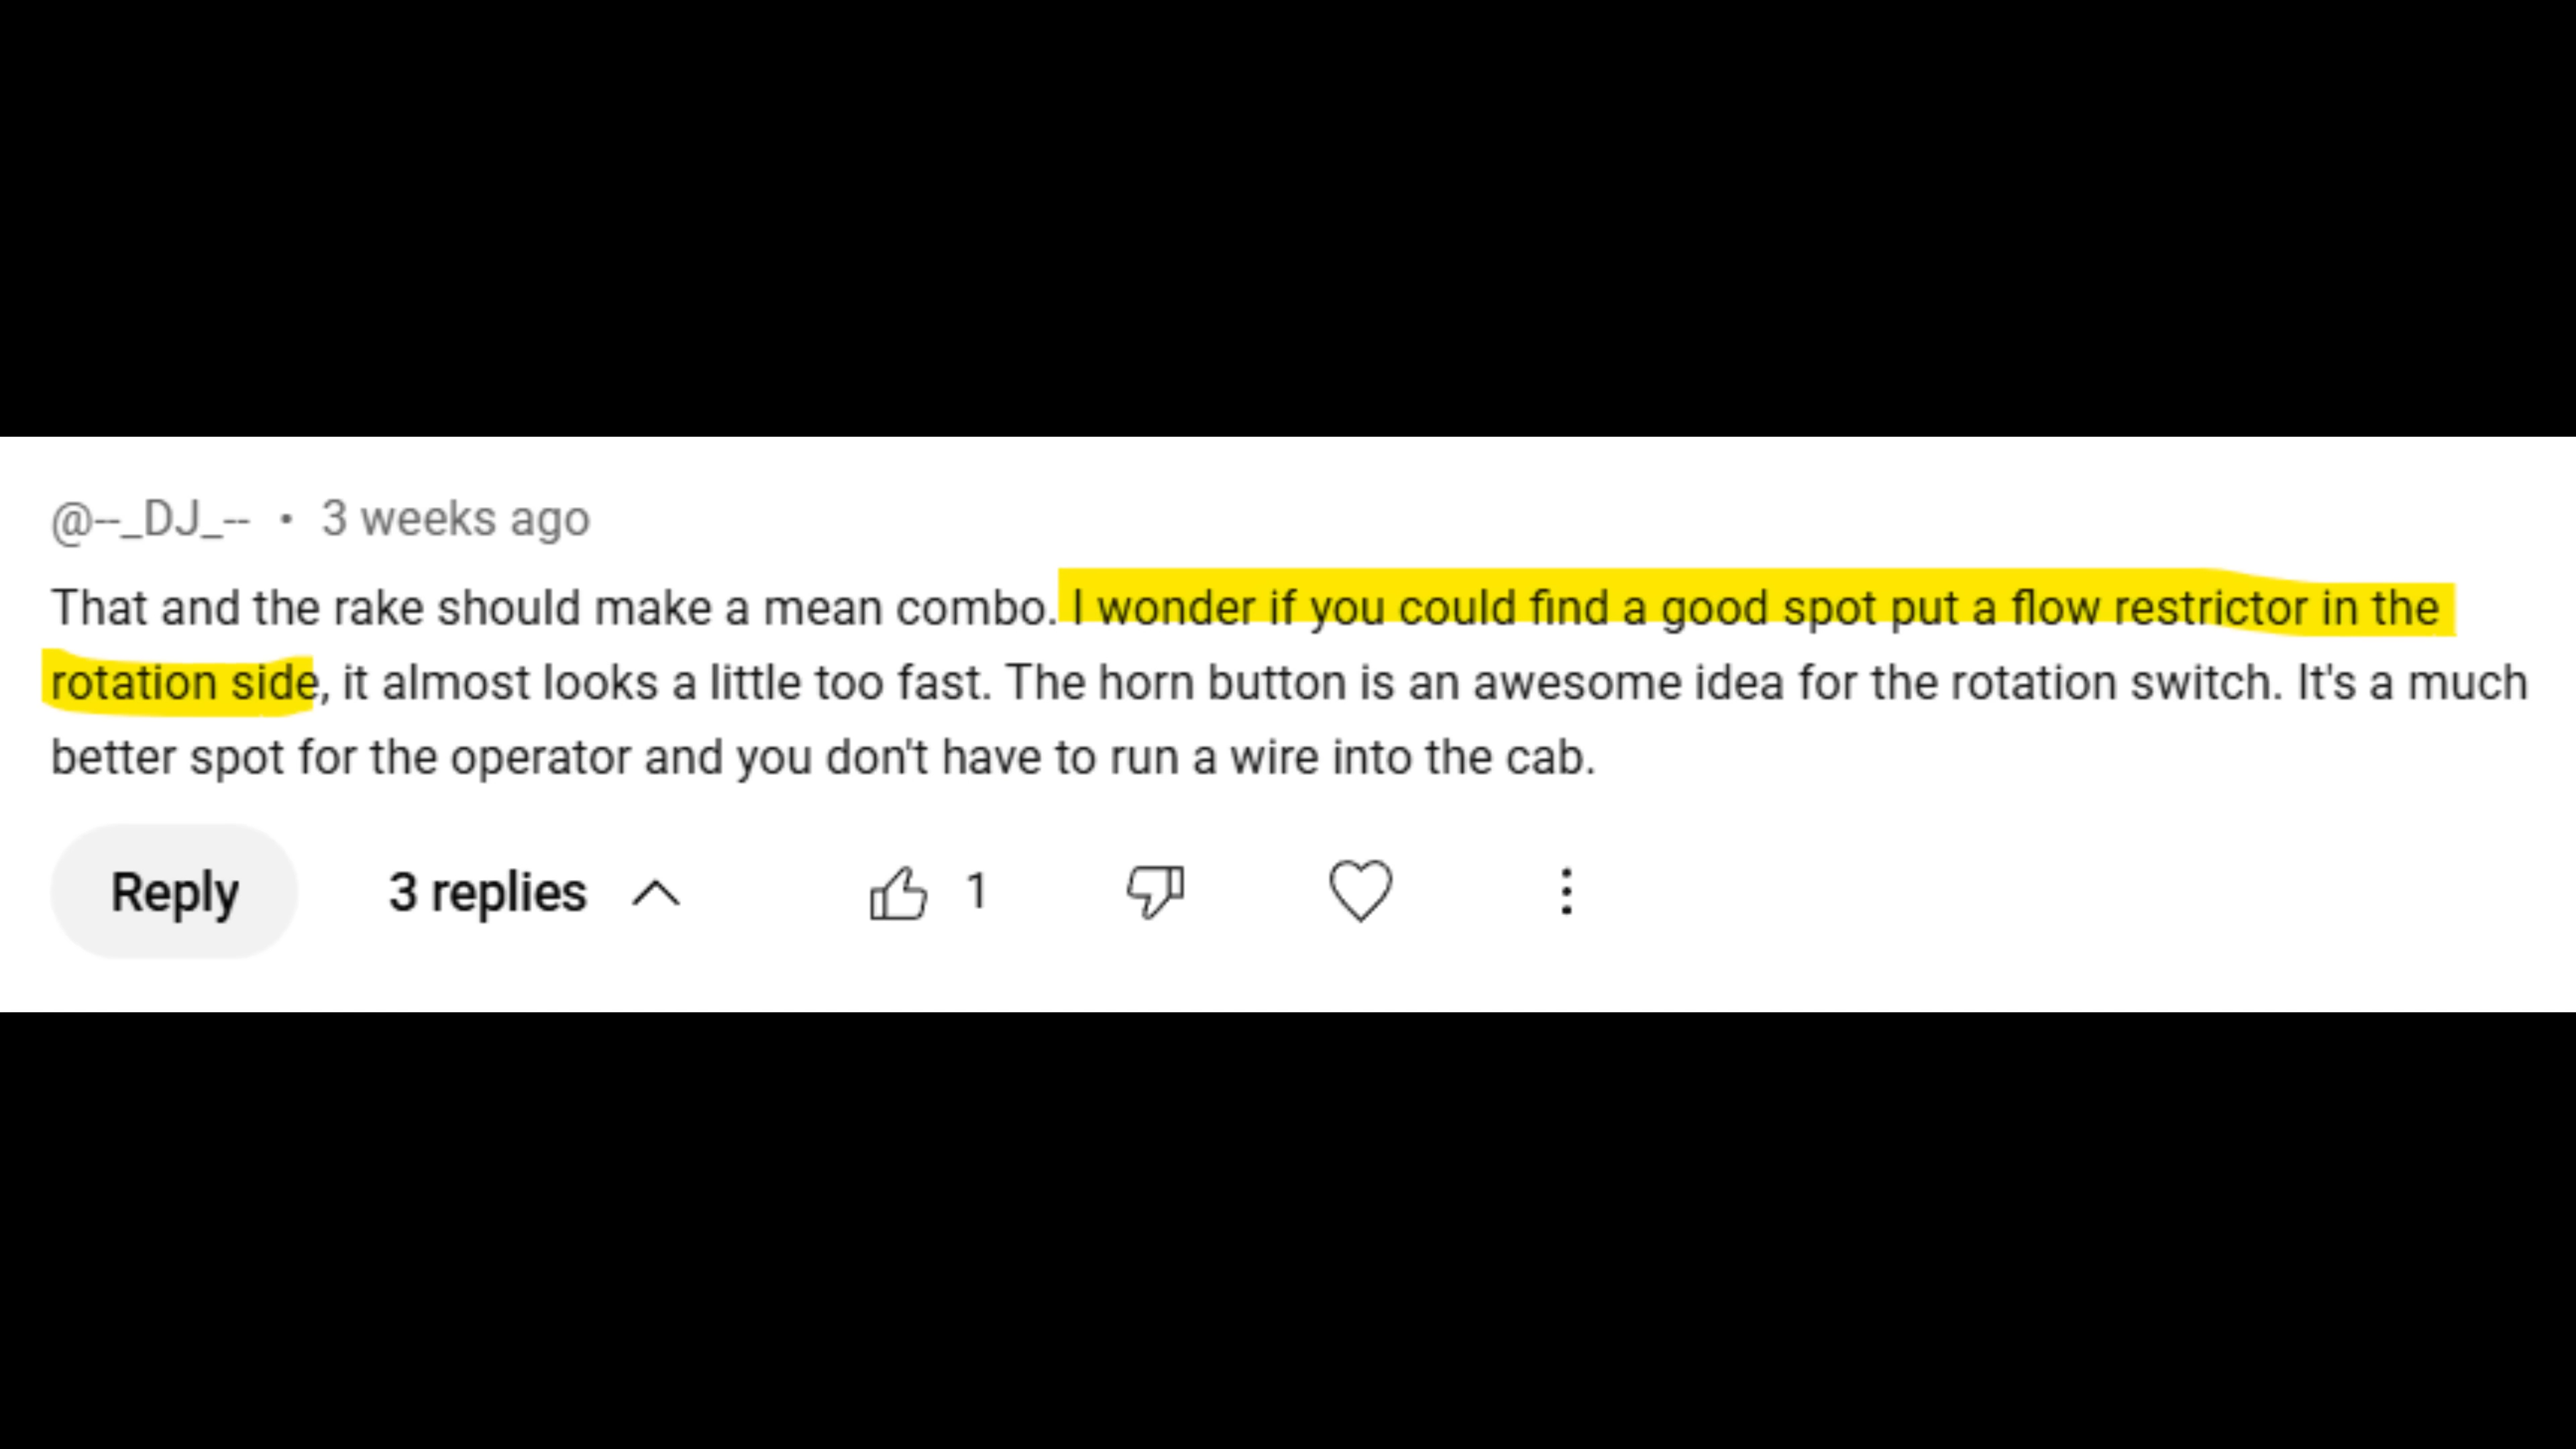 @--_DJ_-- • 3 weeks ago
That and the rake should make a mean combo. I wonder if you could find a good spot put a flow restrictor in the
rotation side, it almost looks a little too fast. The horn button is an awesome idea for the rotation switch. It's a much
better spot for the operator and you don't have to run a wire into the cab.
Reply 3 replies 1